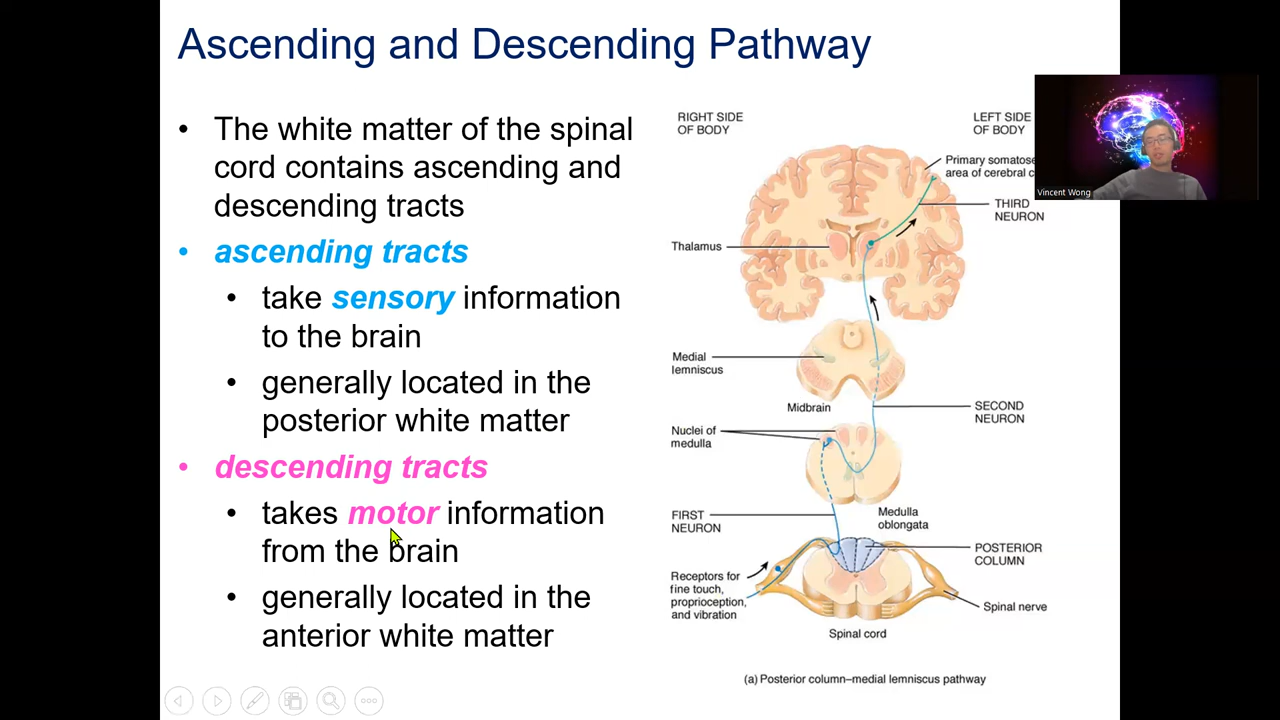 Ascending and Descending Pathway
• The white matter of the spinal
cord contains ascending and
descending tracts
• ascending tracts
• take sensory information
to the brain
• generally located in the
posterior white matter
• descending tracts
• takes motor information
from the brain
• generally located in the
anterior white matter
RIGHT SIDE
OF BODY
LEFT SIDE
OF BODY
Primary somatose
area of cerebral c
Vincent Wong
THIRD
NEURON
Thalamus
Medial
lemniscus
Midbrain
SECOND
NEURON
Nuclei of
medulla
FIRST
NEURON
Medulla
oblongata
POSTERIOR
COLUMN
Receptors for
fine touch,
proprioception,
and vibration
Spinal nerve
Spinal cord
(a) Posterior column–medial lemniscus pathway